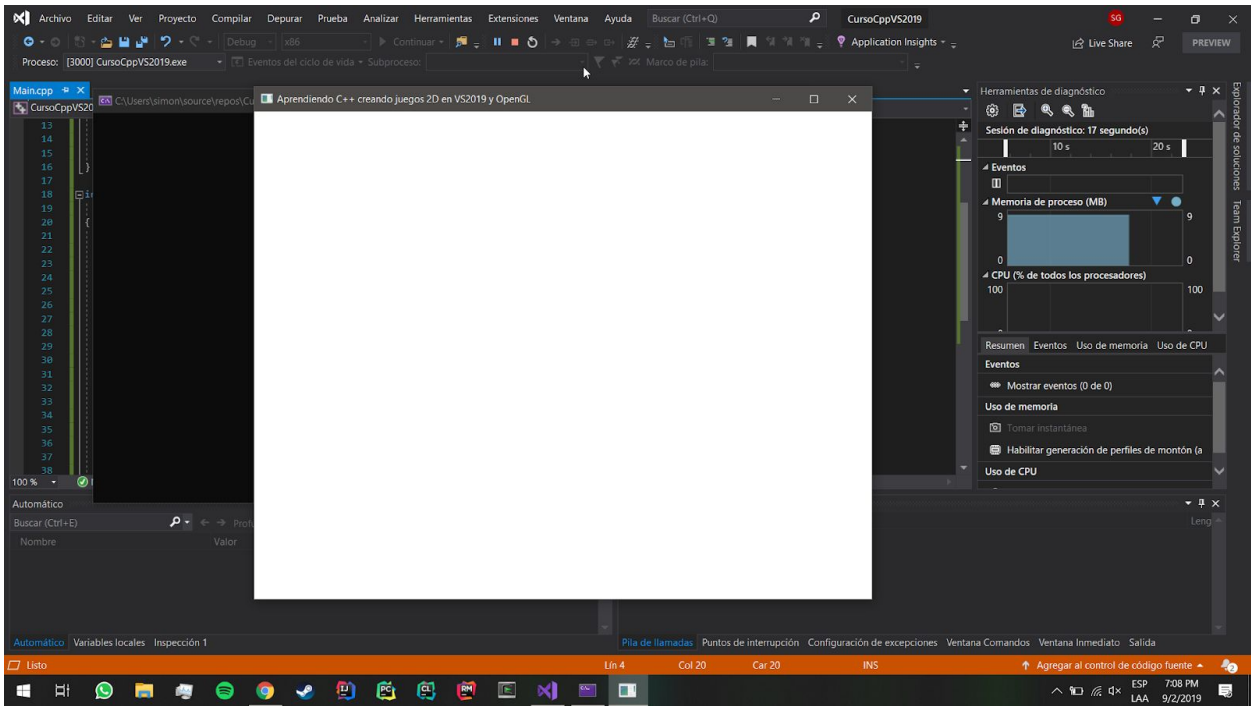 Archivo Editar Ver Proyecto Compilar Depurar Prueba Analizar Herramientas Extensiones Ventana Ayuda Buscar (Ctrl+Q) CursoCppVS2019 SG
Debug x86 Continuar Application Insights Live Share PREVIEW
Proceso: [3000] CursoCppVS2019.exe Eventos del ciclo de vida Subproceso: Marco de pila:
Main.cpp
CursoCppVS20
C:\Users\simon\source\repos\Cu
Aprendiendo C++ creando juegos 2D en VS2019 y OpenGL
13
14
15
16 }
17
18
19
20 {
21
22
23
24
25
26
27
28
29
30
31
32
33
34
35
36
37
38
100 %
Herramientas de diagnóstico
Sesión de diagnóstico: 17 segundo(s)
10 s 20 s
Eventos
Memoria de proceso (MB)
9 9
0 0
CPU (% de todos los procesadores)
100 100
Resumen Eventos Uso de memoria Uso de CPU
Eventos
Mostrar eventos (0 de 0)
Uso de memoria
Tomar instantánea
Habilitar generación de perfiles de montón (a
Uso de CPU
Explorador de soluciones
Team Explorer
Automático
Buscar (Ctrl+E) Profu
Nombre Valor
Leng
Automático Variables locales Inspección 1
Pila de llamadas Puntos de interrupción Configuración de excepciones Ventana Comandos Ventana Inmediato Salida
Listo Lín 4 Col 20 Car 20 INS Agregar al control de código fuente 2
ESP 7:08 PM
LAA 9/2/2019